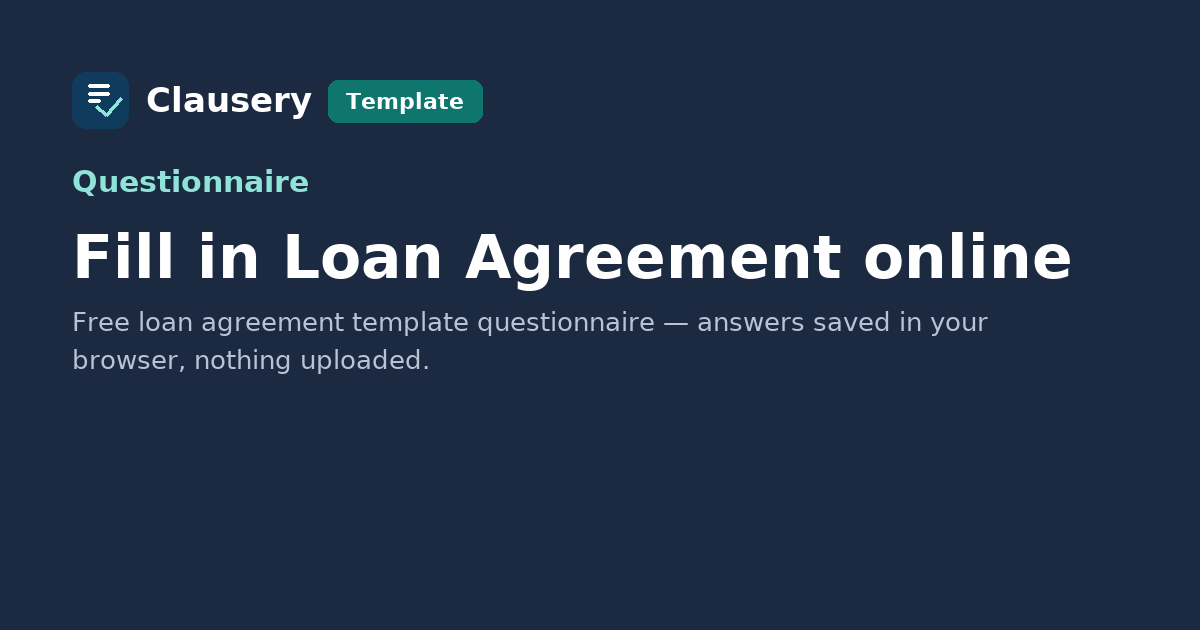 Clausery
Template
Questionnaire
Fill in Loan Agreement online
Free loan agreement template questionnaire — answers saved in your
browser, nothing uploaded.